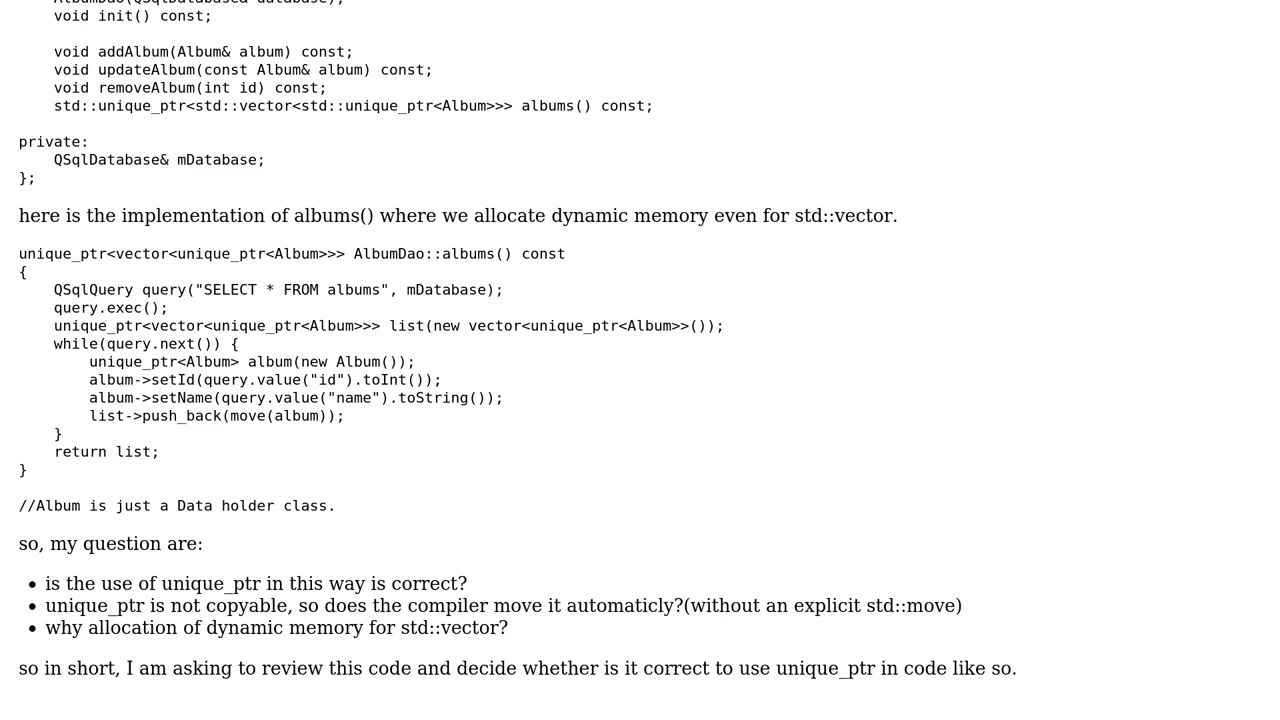 AlbumDao(QSqlDatabase& database);
    void init() const;

    void addAlbum(Album& album) const;
    void updateAlbum(const Album& album) const;
    void removeAlbum(int id) const;
    std::unique_ptr<std::vector<std::unique_ptr<Album>>> albums() const;

private:
    QSqlDatabase& mDatabase;
};
here is the implementation of albums() where we allocate dynamic memory even for std::vector.
unique_ptr<vector<unique_ptr<Album>>> AlbumDao::albums() const
{
    QSqlQuery query("SELECT * FROM albums", mDatabase);
    query.exec();
    unique_ptr<vector<unique_ptr<Album>>> list(new vector<unique_ptr<Album>>());
    while(query.next()) {
        unique_ptr<Album> album(new Album());
        album->setId(query.value("id").toInt());
        album->setName(query.value("name").toString());
        list->push_back(move(album));
    }
    return list;
}

//Album is just a Data holder class.
so, my question are:
• is the use of unique_ptr in this way is correct?
• unique_ptr is not copyable, so does the compiler move it automaticly?(without an explicit std::move)
• why allocation of dynamic memory for std::vector?
so in short, I am asking to review this code and decide whether is it correct to use unique_ptr in code like so.